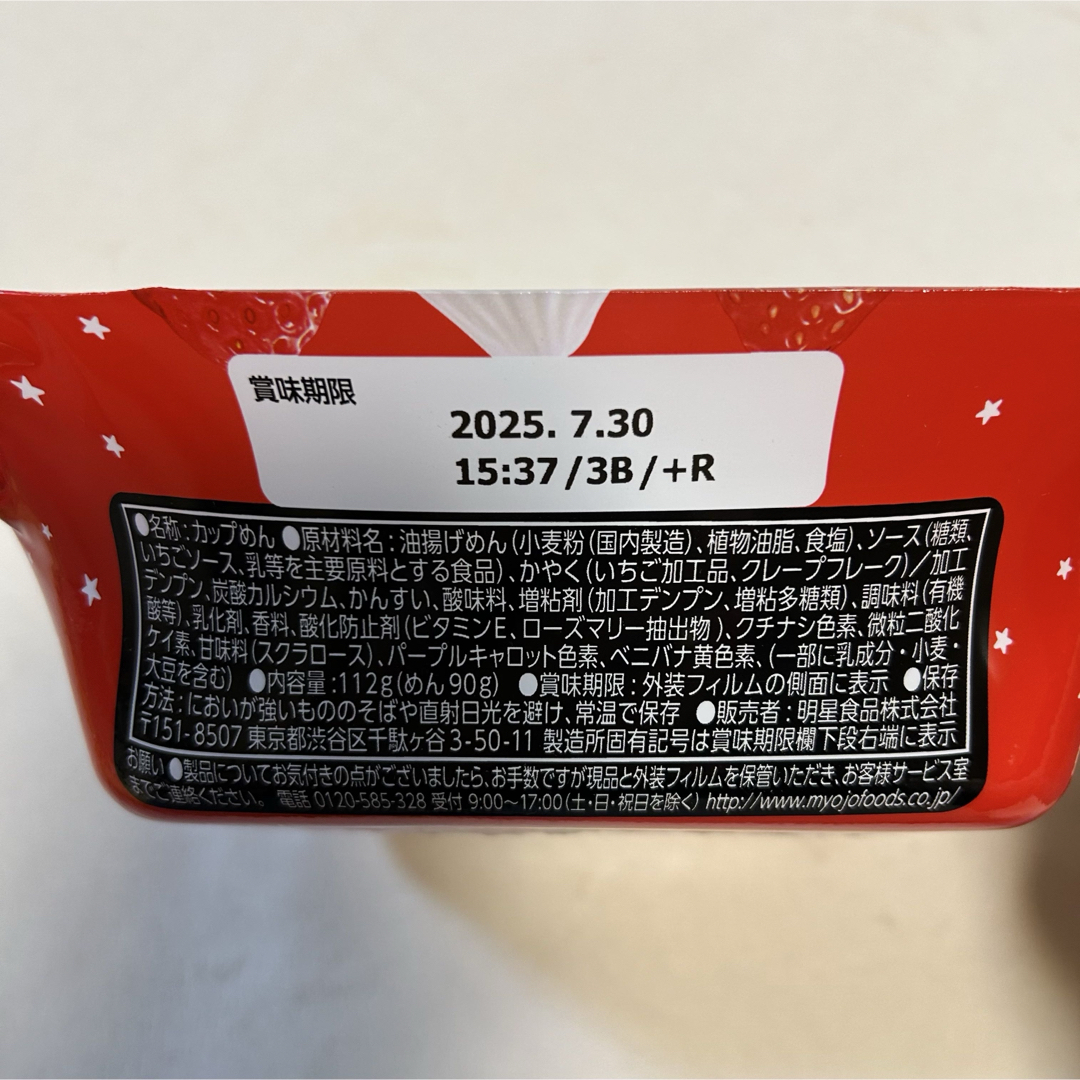 賞味期限
2025. 7.30
15:37/3B/+R
●名称:カップめん ●原材料名:油揚げめん(小麦粉(国内製造)、植物油脂、食塩)、ソース(糖類、
いちごソース、乳等を主要原料とする食品)、かやく(いちご加工品、クレープフレーク)/加工
デンプン、炭酸カルシウム、かんすい、酸味料、増粘剤(加工デンプン、増粘多糖類)、調味料(有機
酸等)、乳化剤、香料、酸化防止剤(ビタミンE、ローズマリー抽出物)、クチナシ色素、微粒二酸化
ケイ素、甘味料(スクラロース)、パープルキャロット色素、ベニバナ黄色素、(一部に乳成分・小麦・
大豆を含む) ●内容量:112g(めん90g) ●賞味期限:外装フィルムの側面に表示 ●保存
方法:においが強いもののそばや直射日光を避け、常温で保存 ●販売者:明星食品株式会社
〒151-8507 東京都渋谷区千駄ヶ谷3-50-11 製造所固有記号は賞味期限欄下段右端に表示
お願い ●製品についてお気付きの点がございましたら、お手数ですが現品と外装フィルムを保管いただき、お客様サービス室
までご連絡ください。 電話 0120-585-328 受付 9:00～17:00(土・日・祝日を除く) http://www.myojofoods.co.jp/